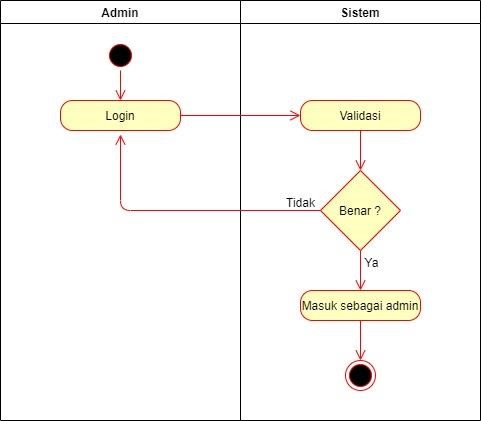 Admin
Sistem
Login
Validasi
Tidak
Benar ?
Ya
Masuk sebagai admin